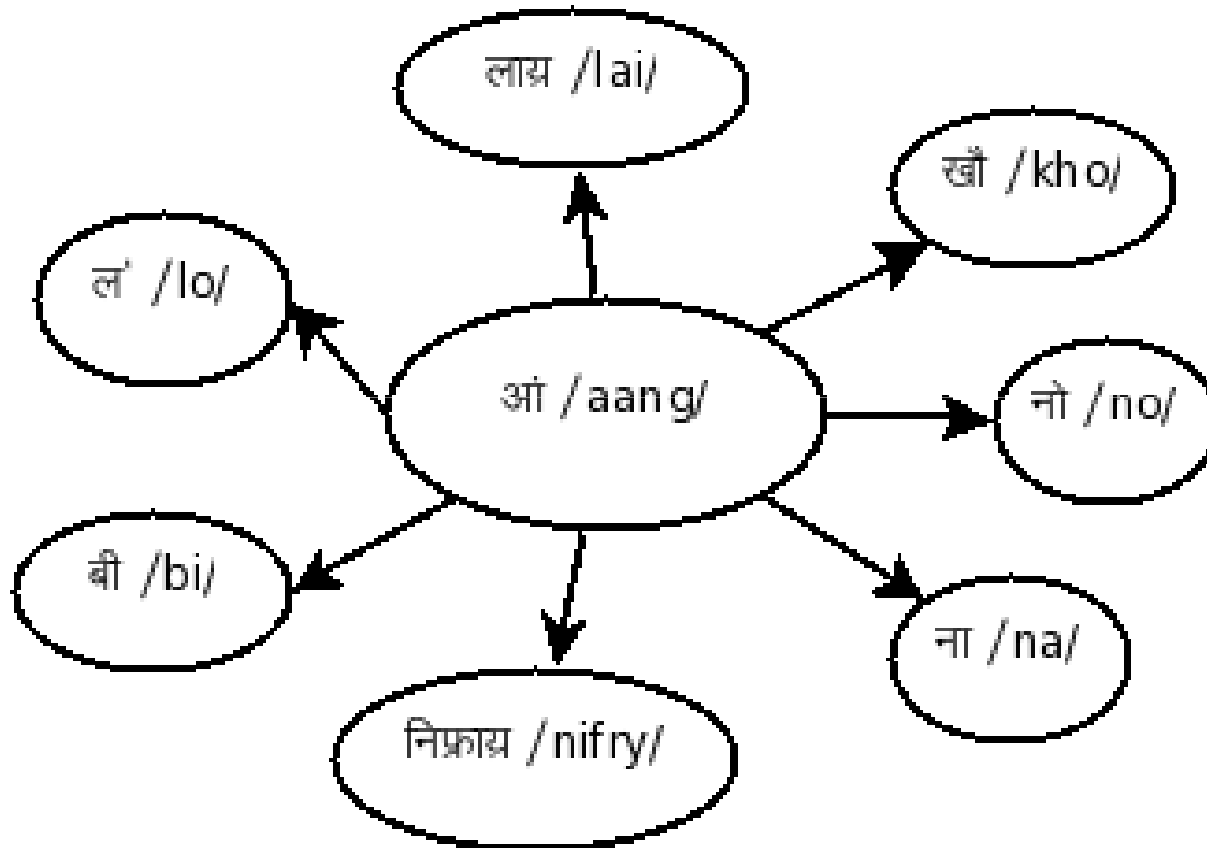 लाय़ /lai/
खौ /kho/
ल' /lo/
आं /aang/
नो /no/
बी /bi/
ना /na/
निफ्राय़ /nifry/